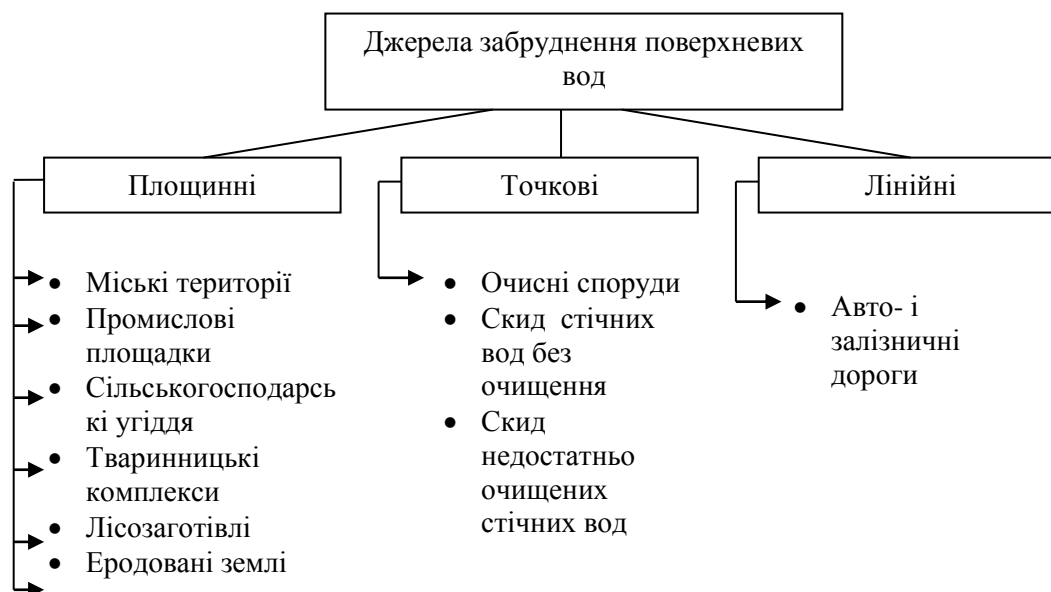 Джерела забруднення поверхневих
вод
Площинні
Точкові
Лінійні
• Міські території
• Промислові
площадки
• Сільськогосподарсь
кі угіддя
• Тваринницькі
комплекси
• Лісозаготівлі
• Еродовані землі
• Очисні споруди
• Скид стічних
вод без
очищення
• Скид
недостатньо
очищених
стічних вод
• Авто- і
залізничні
дороги